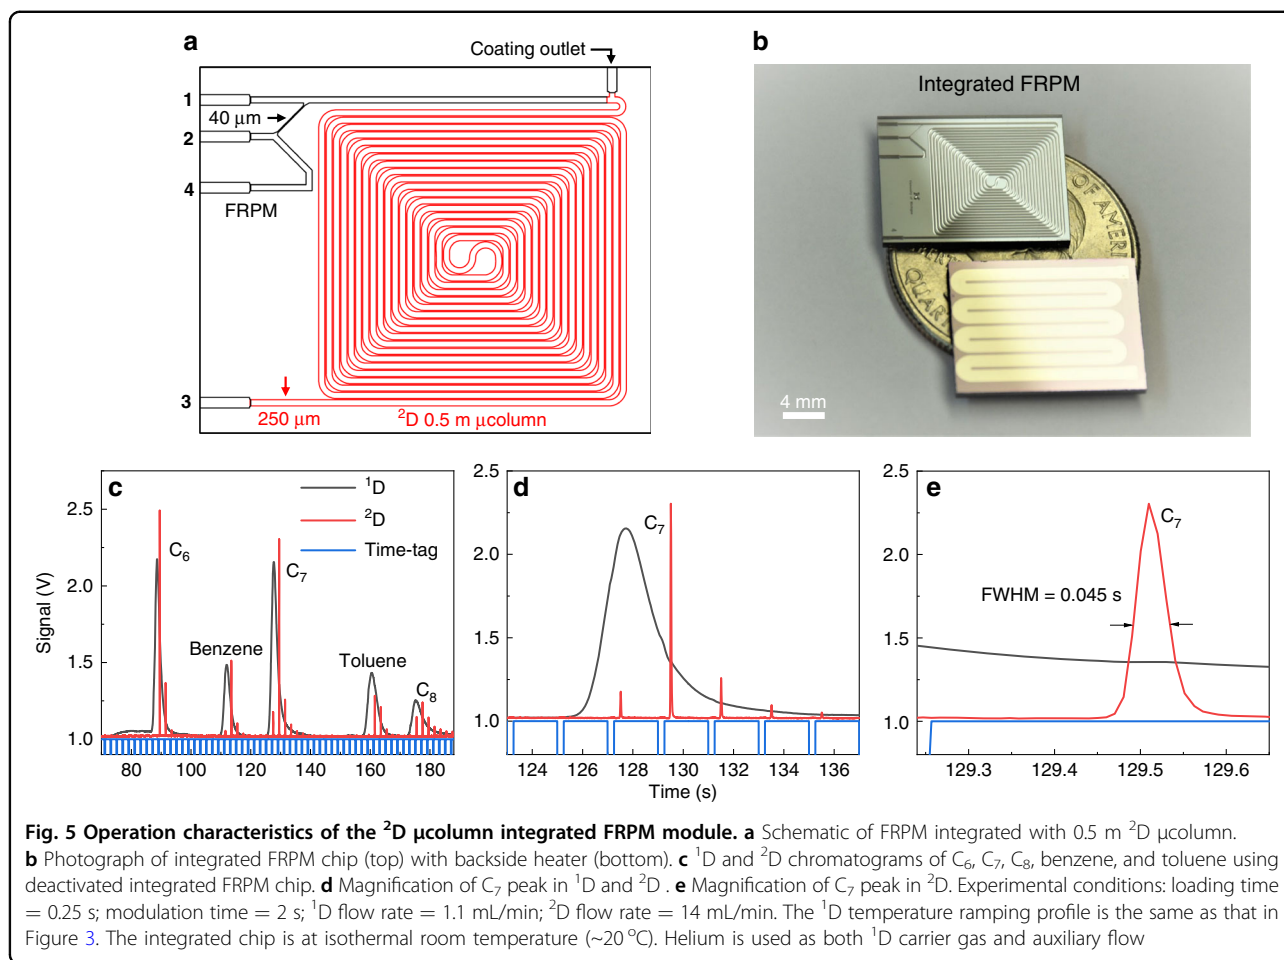 a
Coating outlet
1
40 μm
2
4
FRPM
3
250 μm
²D 0.5 m μcolumn
b
Integrated FRPM
4 mm
c
¹D
²D
Time-tag
C₆
C₇
Benzene
Toluene
C₈
Signal (V)
2.5
2.0
1.5
1.0
80 100 120 140 160 180
d
C₇
2.5
2.0
1.5
1.0
124 126 128 130 132 134 136
Time (s)
e
C₇
FWHM = 0.045 s
2.5
2.0
1.5
1.0
129.3 129.4 129.5 129.6
Fig. 5 Operation characteristics of the ²D μcolumn integrated FRPM module. a Schematic of FRPM integrated with 0.5 m ²D μcolumn.
b Photograph of integrated FRPM chip (top) with backside heater (bottom). c ¹D and ²D chromatograms of C₆, C₇, C₈, benzene, and toluene using
deactivated integrated FRPM chip. d Magnification of C₇ peak in ¹D and ²D . e Magnification of C₇ peak in ²D. Experimental conditions: loading time
= 0.25 s; modulation time = 2 s; ¹D flow rate = 1.1 mL/min; ²D flow rate = 14 mL/min. The ¹D temperature ramping profile is the same as that in
Figure 3. The integrated chip is at isothermal room temperature (~20 °C). Helium is used as both ¹D carrier gas and auxiliary flow